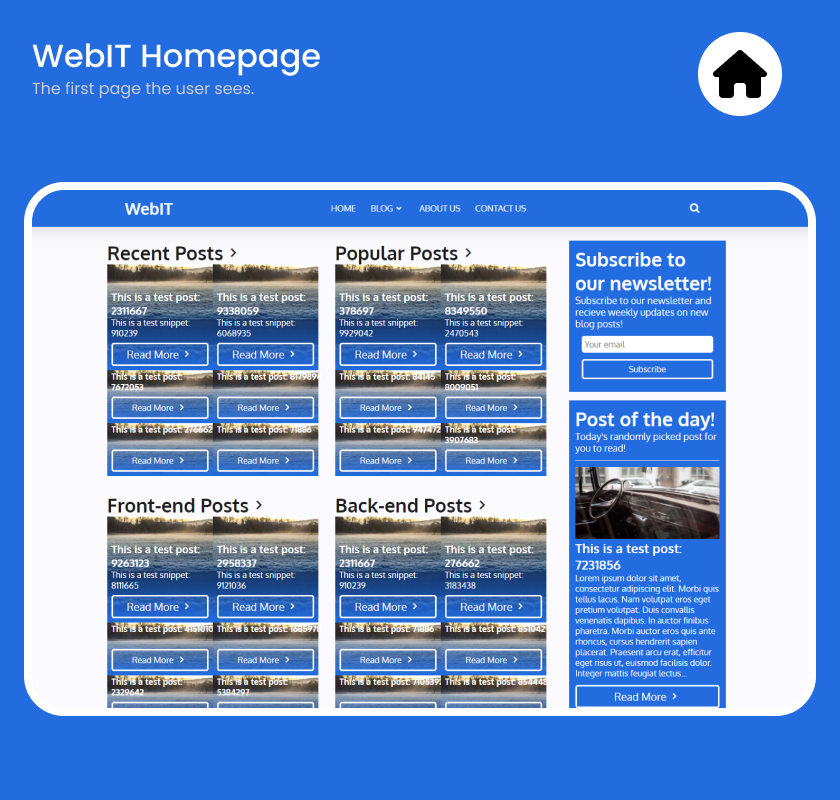 WebIT Homepage
The first page the user sees.
WebIT
HOME BLOG ABOUT US CONTACT US
Recent Posts
This is a test post:
2311667
This is a test snippet:
910239
Read More
This is a test post:
9338059
This is a test snippet:
6068935
Read More
This is a test post:
7672053
Read More
This is a test post:
Read More
This is a test post: 276662
Read More
This is a test post: 71886
Read More
Popular Posts
This is a test post:
378697
This is a test snippet:
9929042
Read More
This is a test post:
8349550
This is a test snippet:
2470543
Read More
This is a test post:
Read More
This is a test post:
8009051
Read More
This is a test post: 947472
Read More
This is a test post:
3907683
Read More
Front-end Posts
This is a test post:
9263123
This is a test snippet:
8111665
Read More
This is a test post:
2958337
This is a test snippet:
9121036
Read More
This is a test post:
Read More
This is a test post:
Read More
This is a test post:
2329642
This is a test post:
5384297
Back-end Posts
This is a test post:
2311667
This is a test snippet:
910239
Read More
This is a test post:
276662
This is a test snippet:
3183438
Read More
This is a test post: 71886
Read More
This is a test post:
Read More
This is a test post:
This is a test post:
Subscribe to
our newsletter!
Subscribe to our newsletter and
recieve weekly updates on new
blog posts!
Your email
Subscribe
Post of the day!
Today's randomly picked post for
you to read!
This is a test post:
7231856
Lorem ipsum dolor sit amet,
consectetur adipiscing elit. Morbi quis
tellus lacus. Nam volutpat eros eget
pretium volutpat. Duis convallis
venenatis dapibus. In auctor finibus
pharetra. Morbi auctor eros quis ante
rhoncus, cursus hendrerit sapien
placerat. Praesent arcu erat, efficitur
eget risus ut, euismod facilisis dolor.
Integer mattis feugiat lectus...
Read More